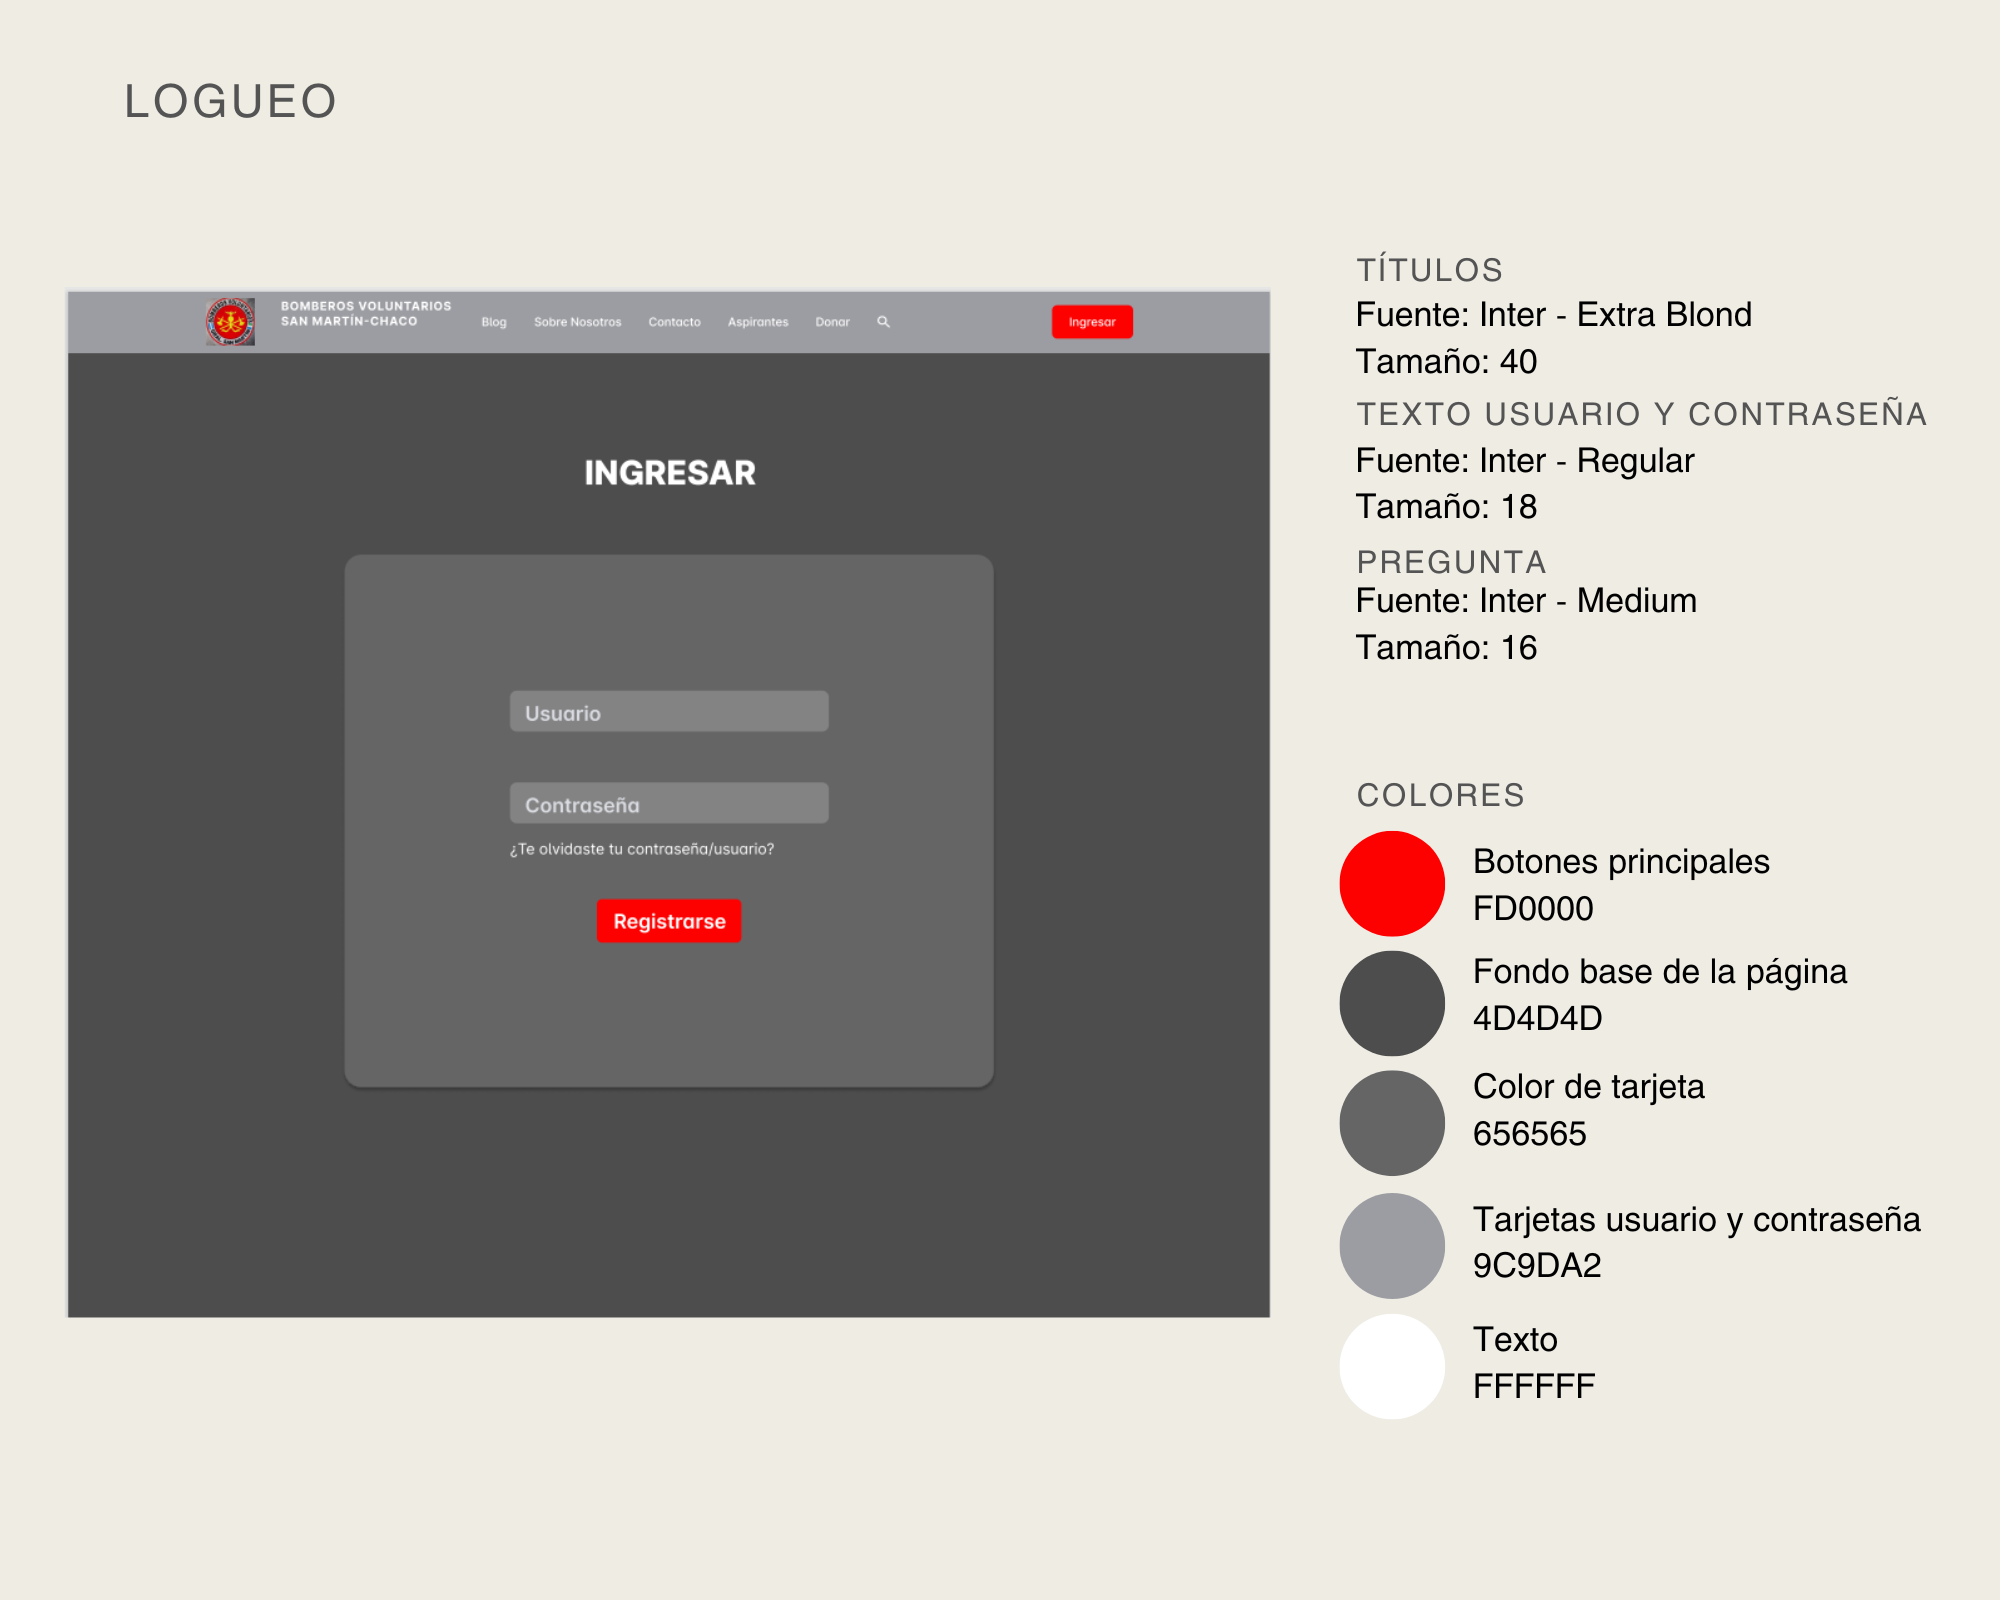 LOGUEO
BOMBEROS VOLUNTARIOS
SAN MARTÍN-CHACO
Blog
Sobre Nosotros
Contacto
Aspirantes
Donar
Ingresar
INGRESAR
Usuario
Contraseña
¿Te olvidaste tu contraseña/usuario?
Registrarse
TÍTULOS
Fuente: Inter - Extra Blond
Tamaño: 40
TEXTO USUARIO Y CONTRASEÑA
Fuente: Inter - Regular
Tamaño: 18
PREGUNTA
Fuente: Inter - Medium
Tamaño: 16
COLORES
Botones principales
FD0000
Fondo base de la página
4D4D4D
Color de tarjeta
656565
Tarjetas usuario y contraseña
9C9DA2
Texto
FFFFFF